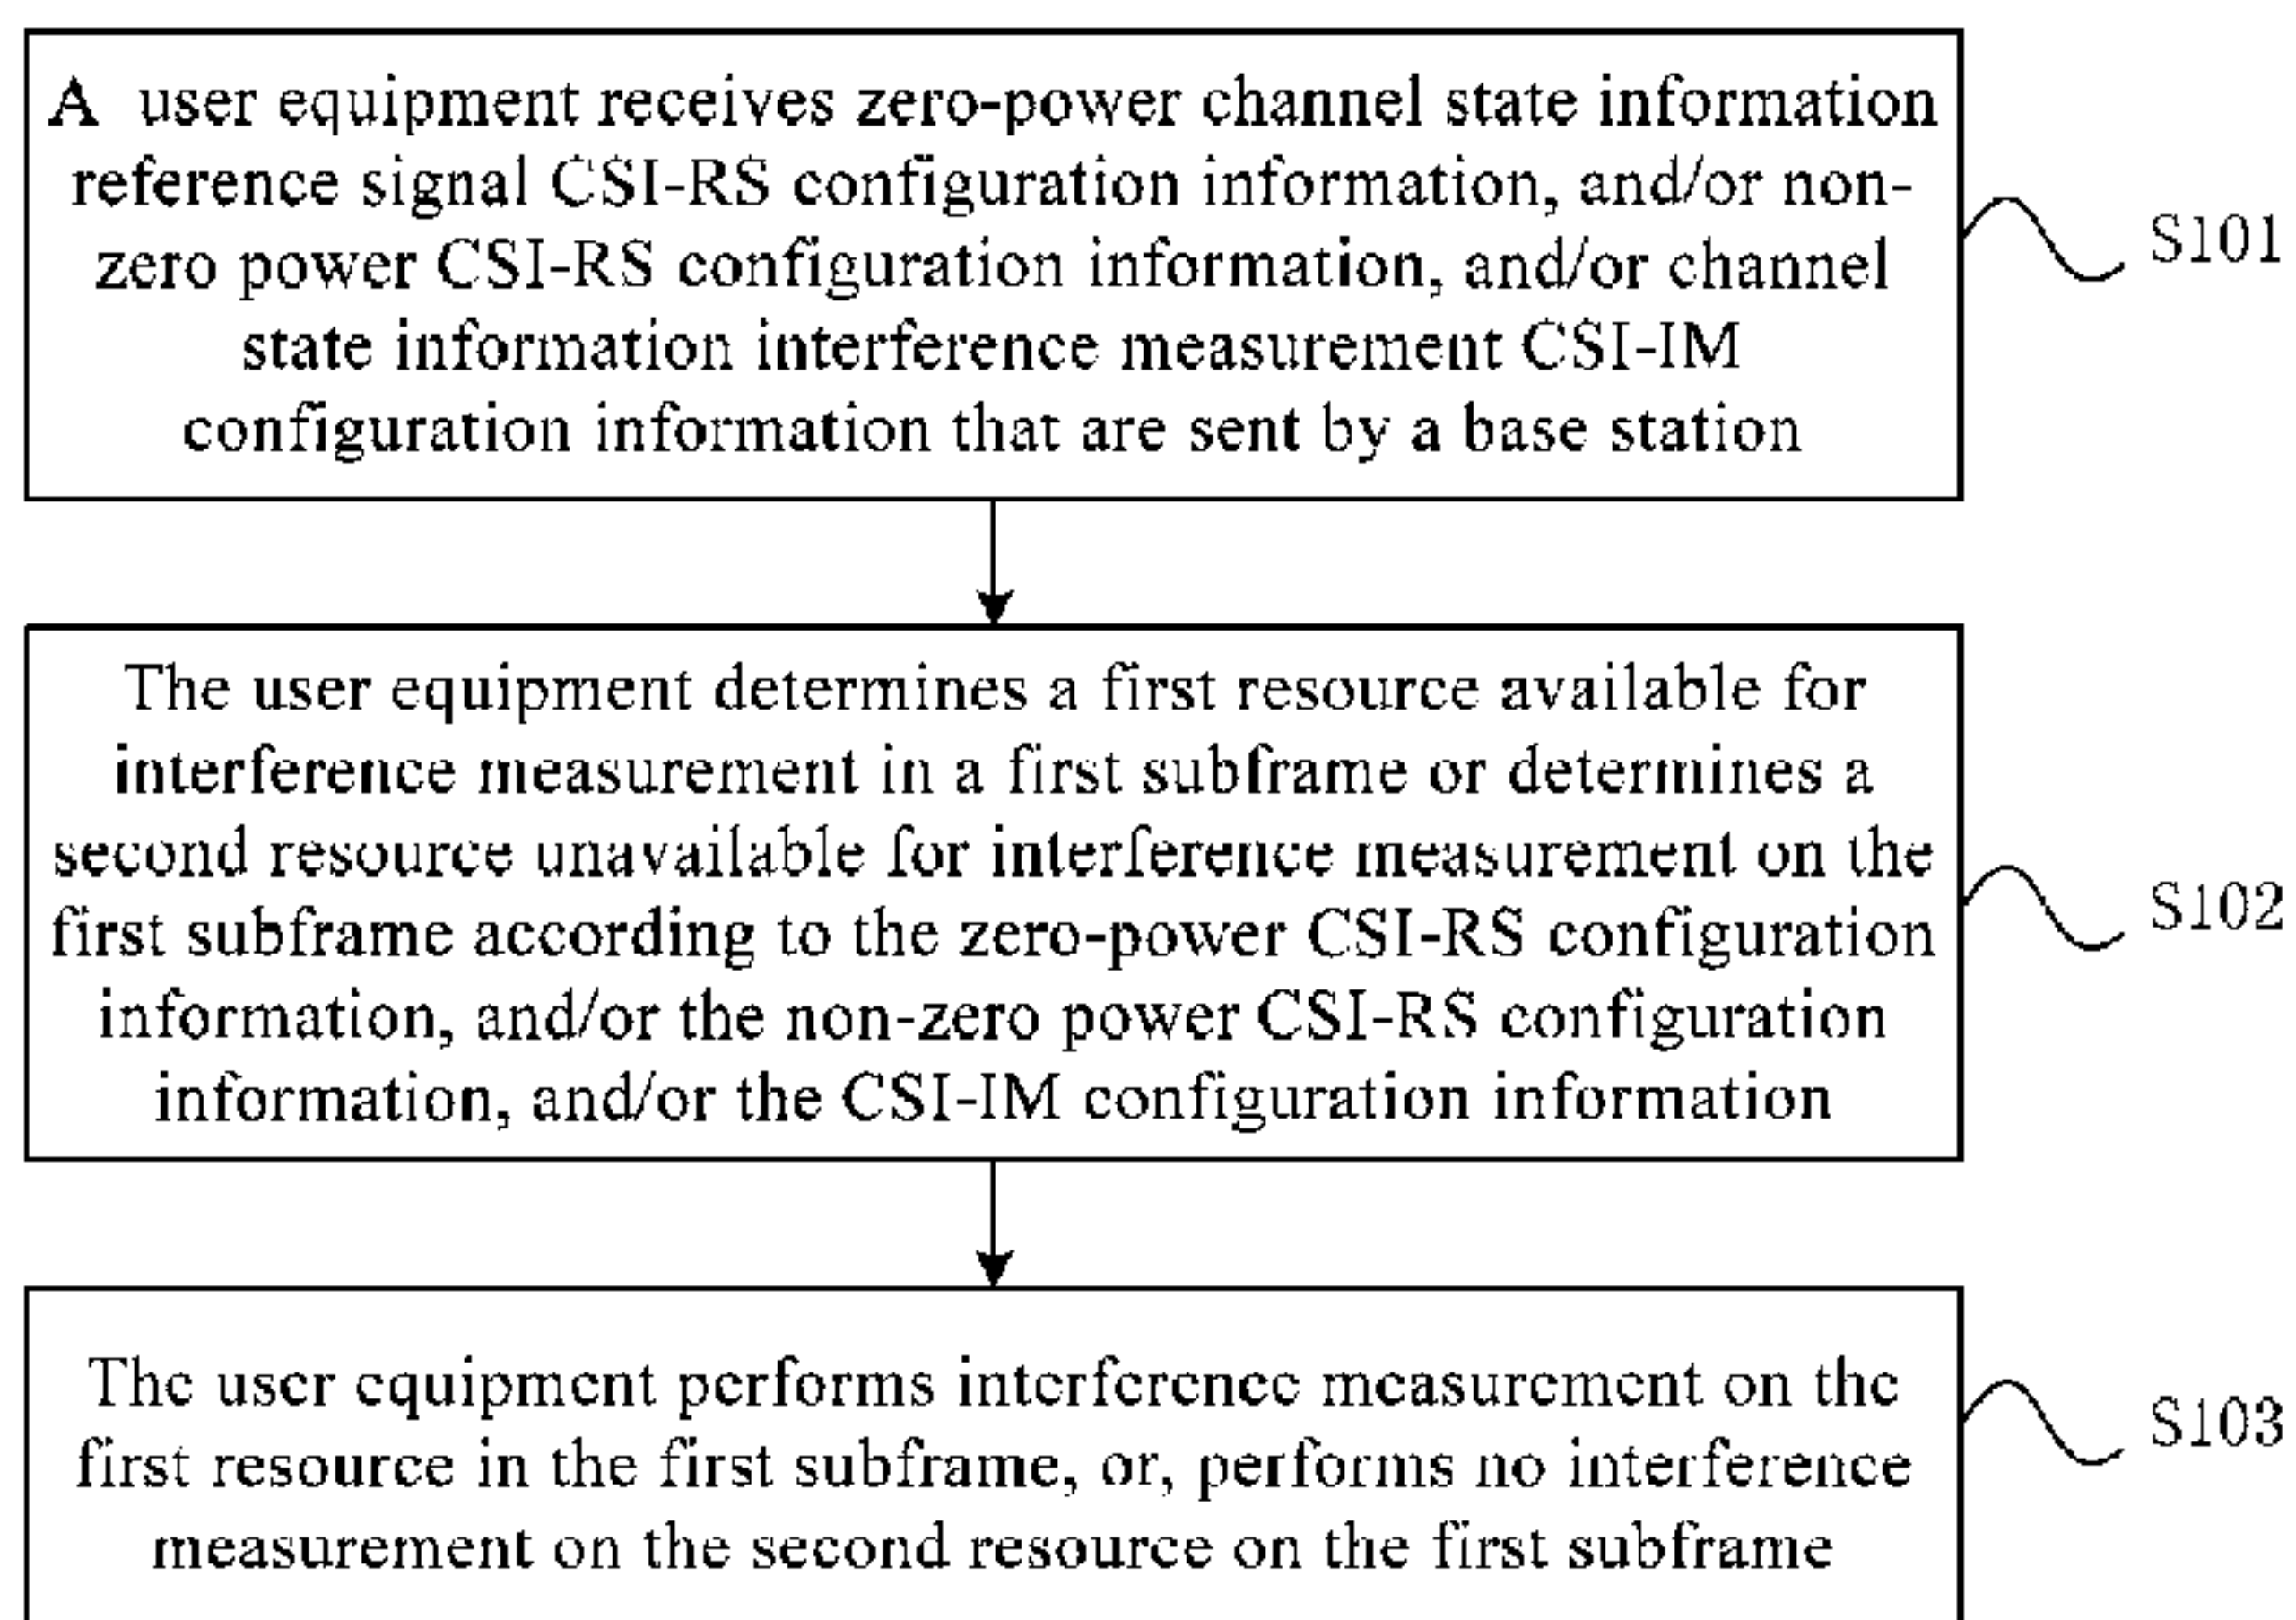 A user equipment receives zero-power channel state information
reference signal CSI-RS configuration information, and/or non-
zero power CSI-RS configuration information, and/or channel
state information interference measurement CSI-IM
configuration information that are sent by a base station
S101
The user equipment determines a first resource available for
interference measurement in a first subframe or determines a
second resource unavailable for interference measurement on the
first subframe according to the zero-power CSI-RS configuration
information, and/or the non-zero power CSI-RS configuration
information, and/or the CSI-IM configuration information
S102
The user equipment performs interference measurement on the
first resource in the first subframe, or, performs no interference
measurement on the second resource on the first subframe
S103